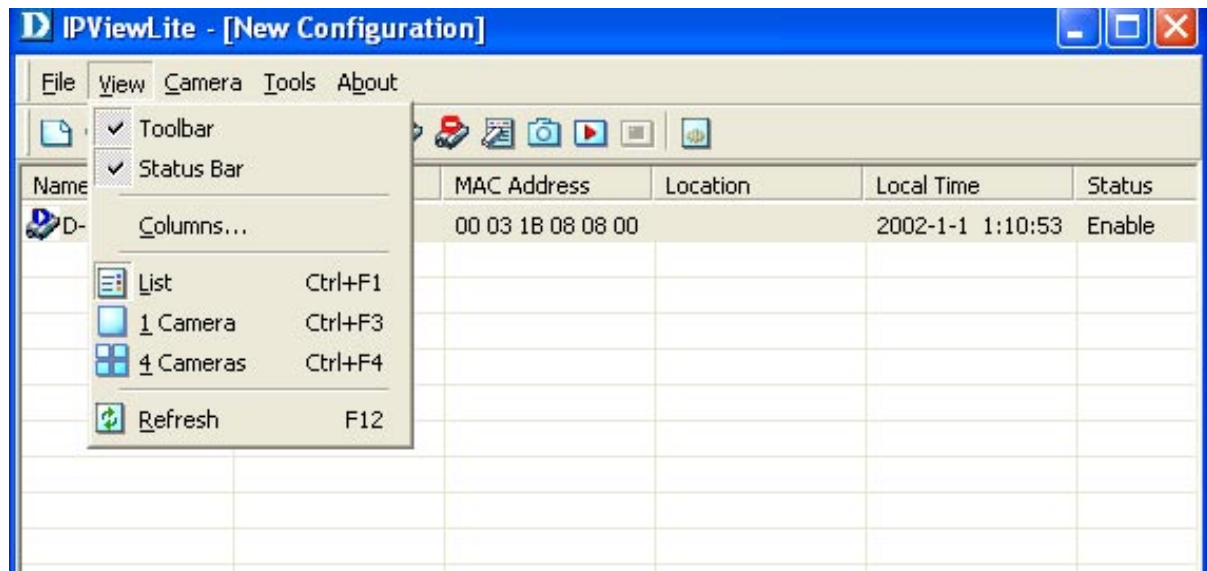 IPViewLite - [New Configuration]
File View Camera Tools About
Toolbar
Status Bar
Columns...
List Ctrl+F1
1 Camera Ctrl+F3
4 Cameras Ctrl+F4
Refresh F12
Name MAC Address Location Local Time Status
D- 00 03 1B 08 08 00 2002-1-1 1:10:53 Enable